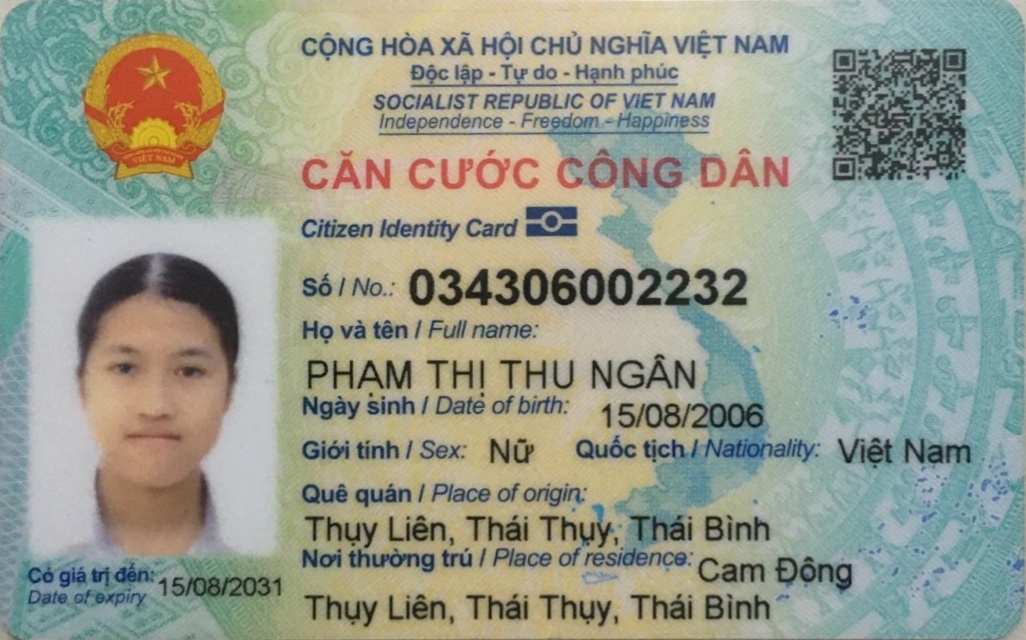 CỘNG HÒA XÃ HỘI CHỦ NGHĨA VIỆT NAM
Độc lập - Tự do - Hạnh phúc
SOCIALIST REPUBLIC OF VIET NAM
Independence - Freedom - Happiness
CĂN CƯỚC CÔNG DÂN
Citizen Identity Card
VIỆT NAM
Số / No.: 034306002232
Họ và tên / Full name:
PHẠM THỊ THU NGÂN
Ngày sinh / Date of birth: 15/08/2006
Giới tính / Sex: Nữ Quốc tịch / Nationality: Việt Nam
Quê quán / Place of origin:
Thụy Liên, Thái Thụy, Thái Bình
Nơi thường trú / Place of residence: Cam Đông
Thụy Liên, Thái Thụy, Thái Bình
Có giá trị đến: 15/08/2031
Date of expiry